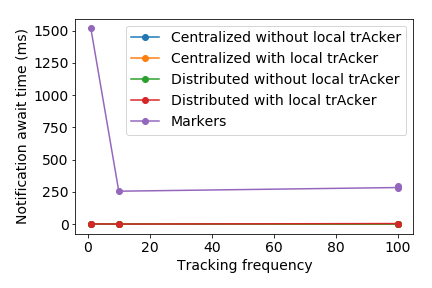 Notification await time (ms)
1500
1250
1000
750
500
250
0
Centralized without local trAcker
Centralized with local trAcker
Distributed without local trAcker
Distributed with local trAcker
Markers
0 20 40 60 80 100
Tracking frequency